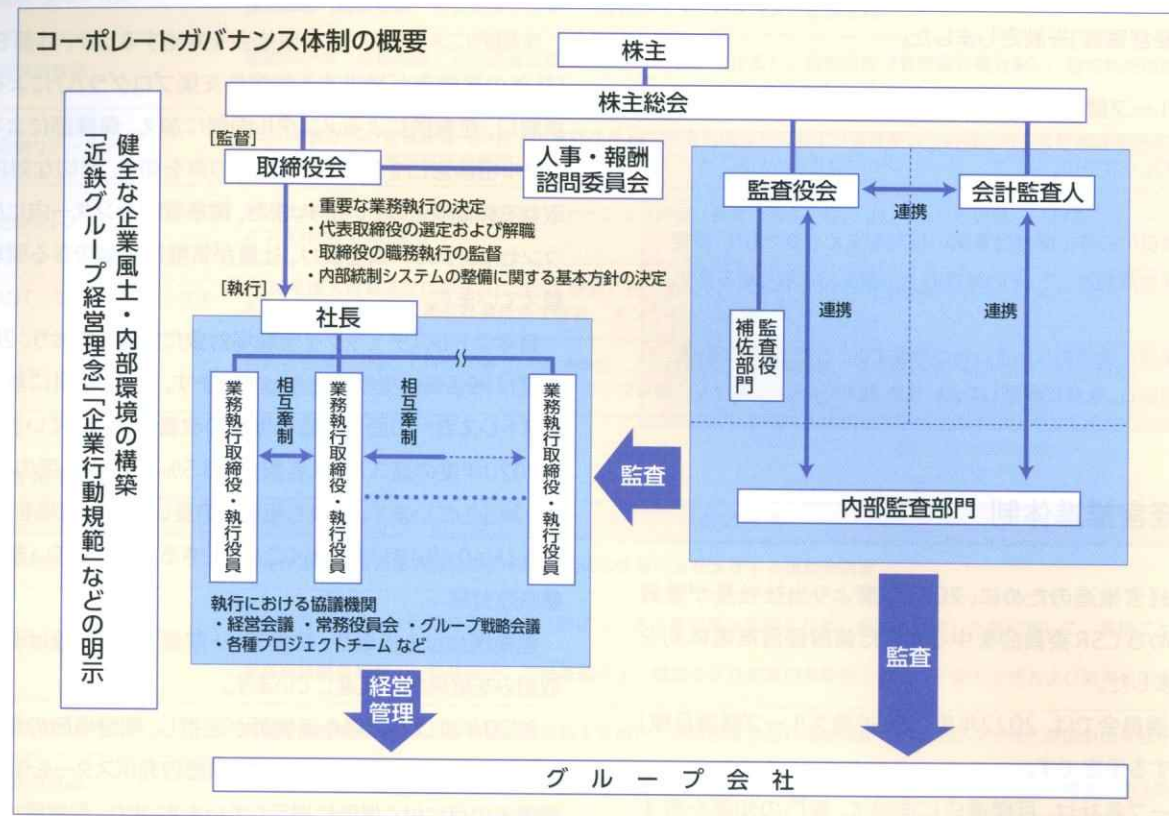 コーポレートガバナンス体制の概要
株主
株主総会
健全な企業風土・内部環境の構築
「近鉄グループ経営理念」「企業行動規範」などの明示
[監督]
取締役会
人事・報酬
諮問委員会
監査役会
会計監査人
連携
・重要な業務執行の決定
・代表取締役の選定および解職
・取締役の職務執行の監督
・内部統制システムの整備に関する基本方針の決定
[執行]
社長
監査役
補佐部門
連携
連携
業務執行取締役・執行役員
相互牽制
業務執行取締役・執行役員
相互牽制
業務執行取締役・執行役員
監査
内部監査部門
執行における協議機関
・経営会議 ・常務役員会 ・グループ戦略会議
・各種プロジェクトチーム など
経営
管理
監査
グループ会社